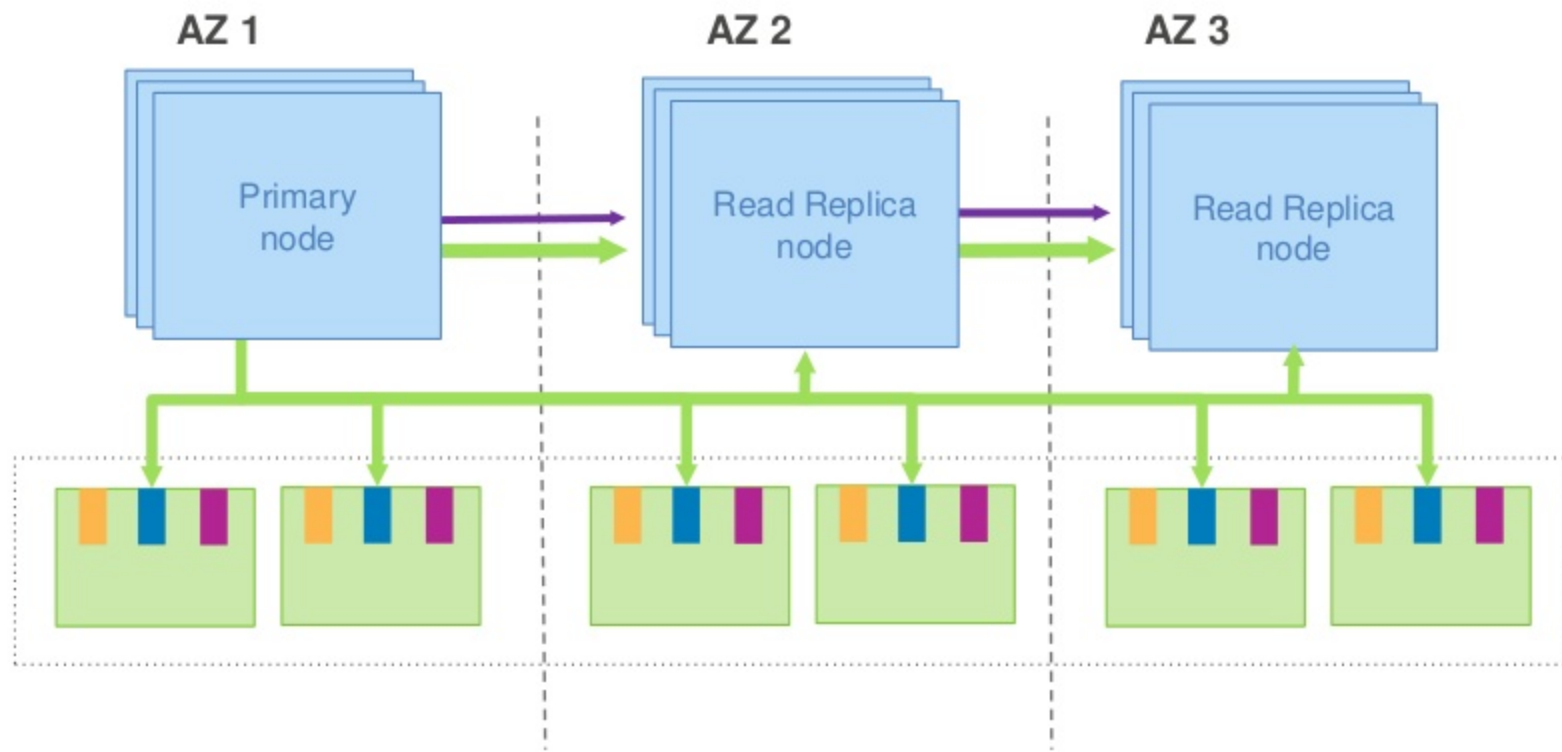 AZ 1
AZ 2
AZ 3
Primary
node
Read Replica
node
Read Replica
node